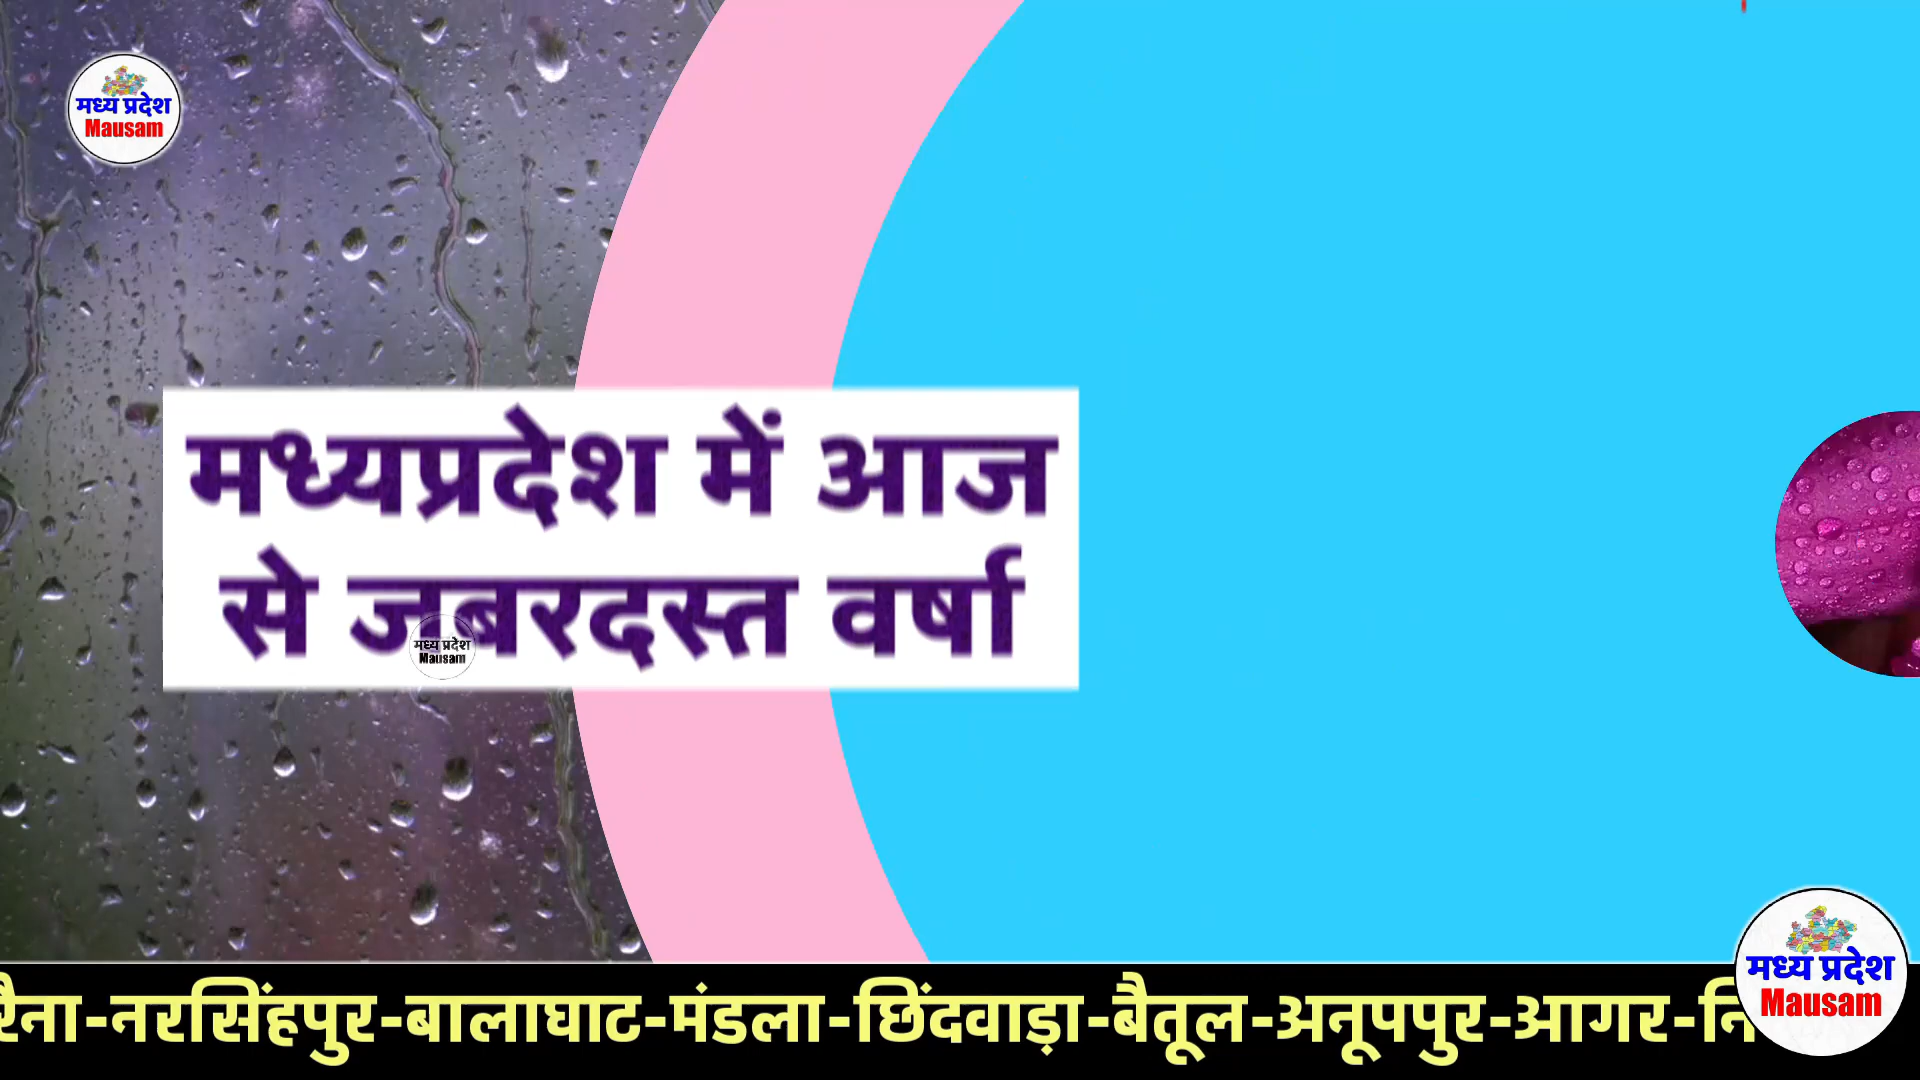 मध्य प्रदेश
Mausam
मध्यप्रदेश में आज
से जबरदस्त वर्षा
मध्य प्रदेश
Mausam
-नरसिंहपुर-बालाघाट-मंडला-छिंदवाड़ा-बैतूल-अनूपपुर-आगर-
मध्य प्रदेश
Mausam